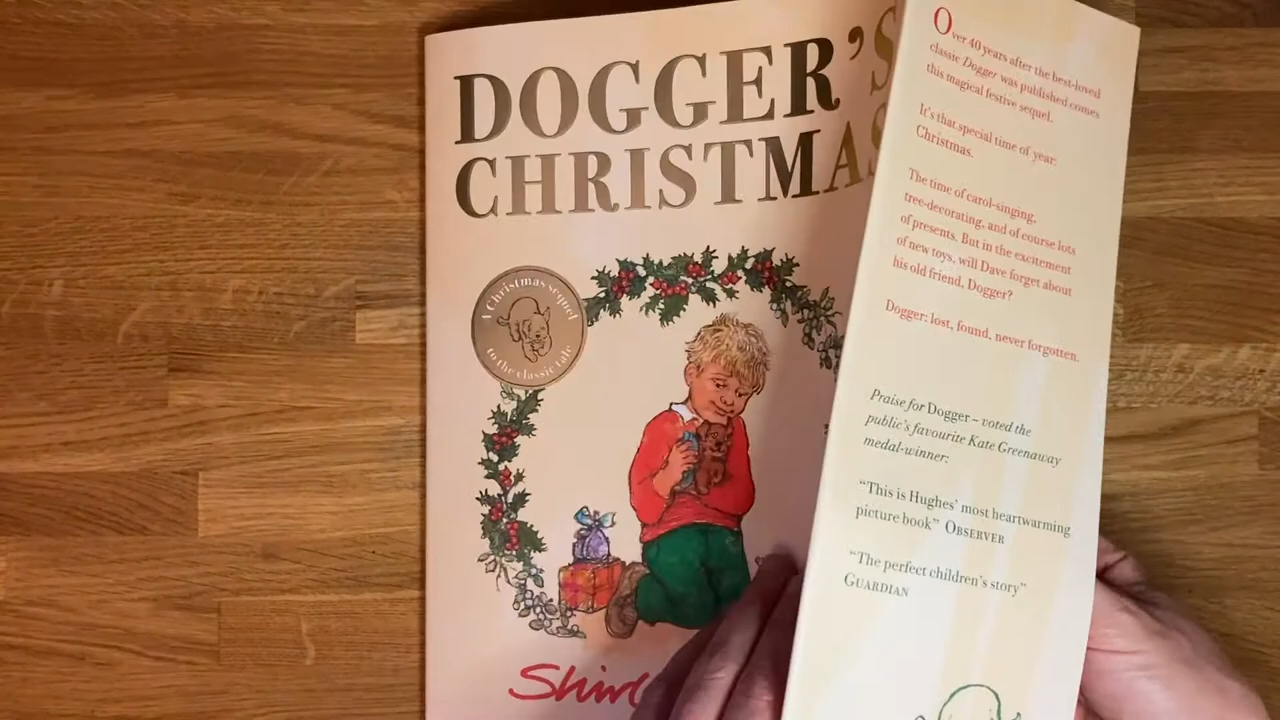 DOGGER'S
CHRISTMAS
A Christmas sequel
to the classic tale
Over 40 years after the best-loved
classic Dogger was published comes
this magical festive sequel.
It's that special time of year:
Christmas.
The time of carol-singing,
tree-decorating, and of course lots
of presents. But in the excitement
of new toys, will Dave forget about
his old friend, Dogger?
Dogger: lost, found, never forgotten.
Praise for Dogger – voted the
public's favourite Kate Greenaway
medal-winner:
"This is Hughes' most heartwarming
picture book" OBSERVER
"The perfect children's story"
GUARDIAN